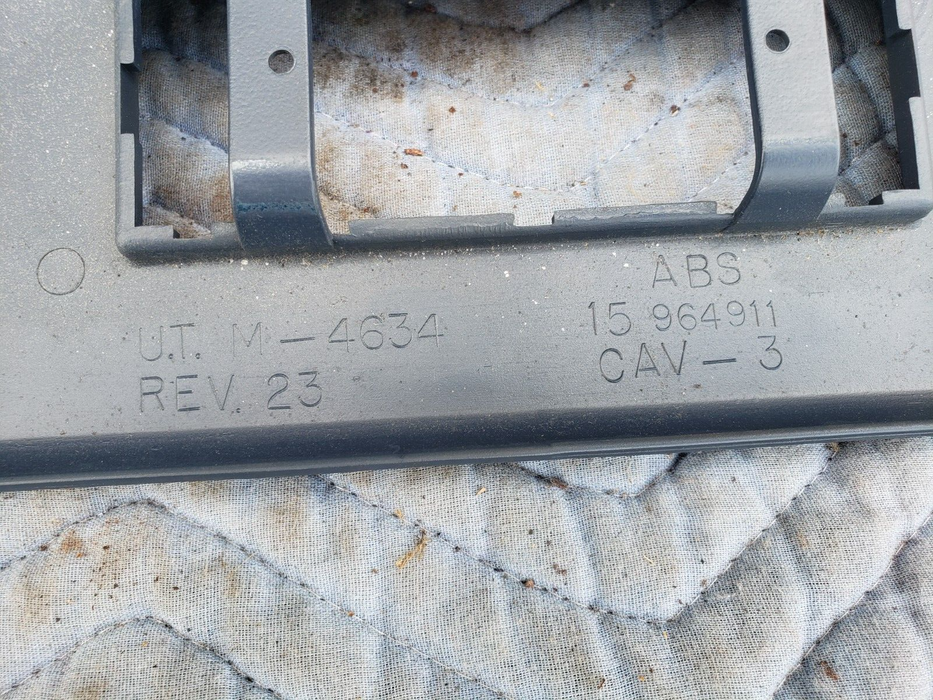 U.T. M-4634
REV. 23
ABS
15 964911
CAV-3